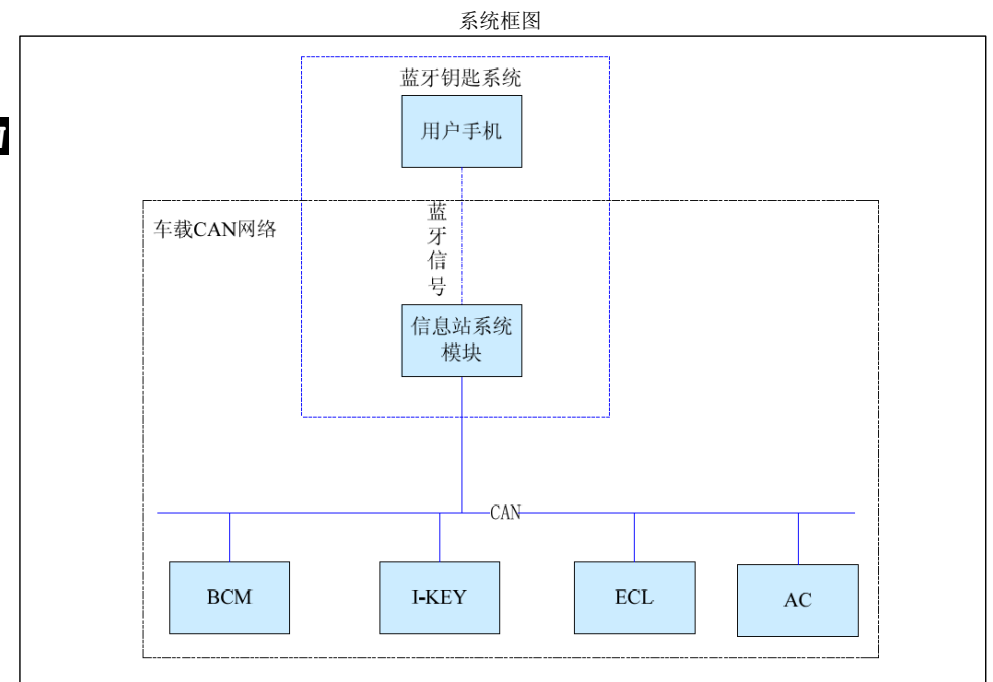 系统框图
蓝牙钥匙系统
用户手机
车载CAN网络
蓝
牙
信
号
信息站系统
模块
CAN
BCM
I-KEY
ECL
AC